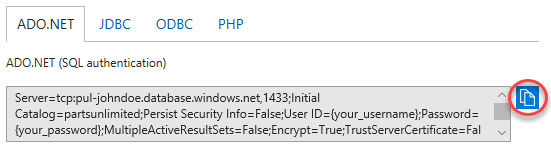 ADO.NET JDBC ODBC PHP
ADO.NET (SQL authentication)
Server=tcp:pul-johndoe.database.windows.net,1433;Initial
Catalog=partsunlimited;Persist Security Info=False;User ID={your_username};Password=
{your_password};MultipleActiveResultSets=False;Encrypt=True;TrustServerCertificate=Fal